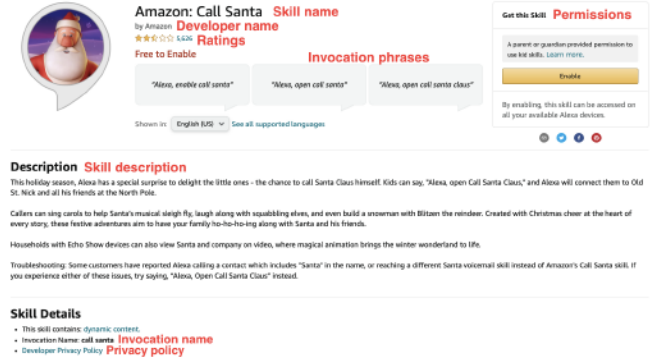 Amazon: Call Santa Skill name
by Amazon Developer name
Ratings
Free to Enable
Invocation phrases
"Alexa, enable call santa" "Alexa, open call santa" "Alexa, open call santa claus"
Shown in: English (US) See all supported languages
Get this Skill Permissions
A parent or guardian provided permission to
use kid skills. Learn more.
Enable
By enabling, this skill can be accessed on
all your available Alexa devices.
Description Skill description
This holiday season, Alexa has a special surprise to delight the little ones - the chance to call Santa Claus himself. Kids can say, "Alexa, open Call Santa Claus," and Alexa will connect them to Old
St. Nick and all his friends at the North Pole.
Callers can sing carols to help Santa's musical sleigh fly, laugh along with squabbling elves, and even build a snowman with Blitzen the reindeer. Created with Christmas cheer at the heart of
every story, these festive adventures aim to have your family ho-ho-ho-ing along with Santa and his friends.
Households with Echo Show devices can also view Santa and company on video, where magical animation brings the winter wonderland to life.
Troubleshooting: Some customers have reported Alexa calling a contact which includes "Santa" in the name, or reaching a different Santa voicemail skill instead of Amazon's Call Santa skill. If
you experience either of these issues, try saying, "Alexa, Open Call Santa Claus" instead.
Skill Details
• This skill contains: dynamic content.
• Invocation Name: call santa Invocation name
• Developer Privacy Policy Privacy policy